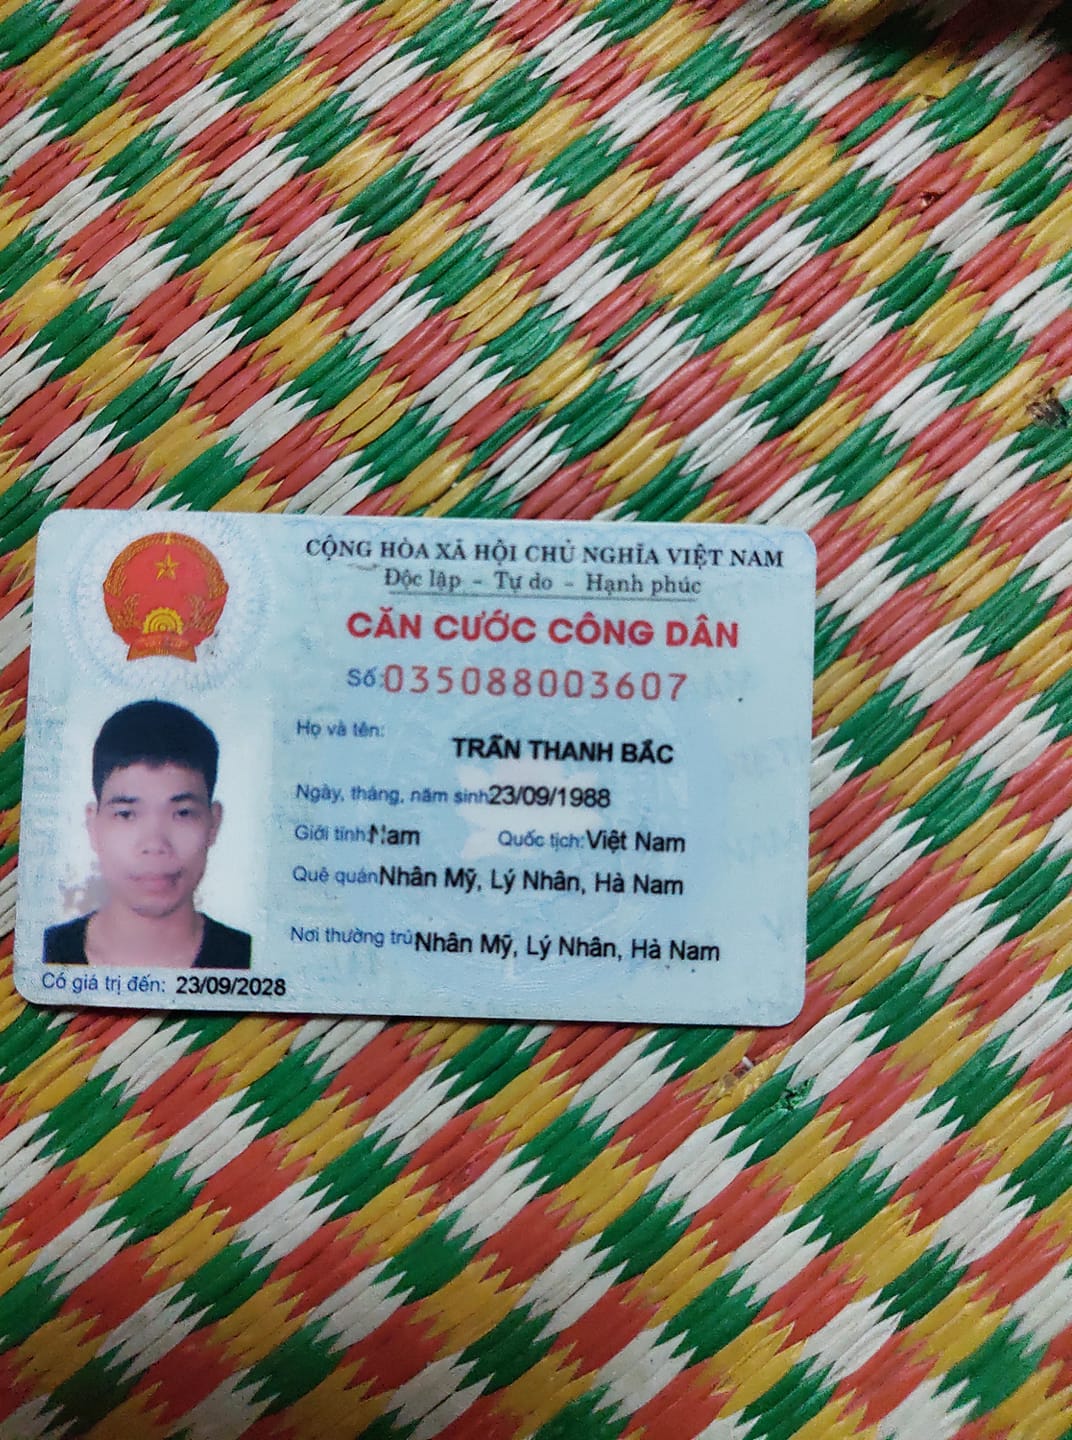 CỘNG HÒA XÃ HỘI CHỦ NGHĨA VIỆT NAM
Độc lập - Tự do - Hạnh phúc
CĂN CƯỚC CÔNG DÂN
Số: 035088003607
Họ và tên:
TRẦN THANH BẮC
Ngày, tháng, năm sinh: 23/09/1988
Giới tính: Nam Quốc tịch: Việt Nam
Quê quán: Nhân Mỹ, Lý Nhân, Hà Nam
Nơi thường trú: Nhân Mỹ, Lý Nhân, Hà Nam
Có giá trị đến: 23/09/2028